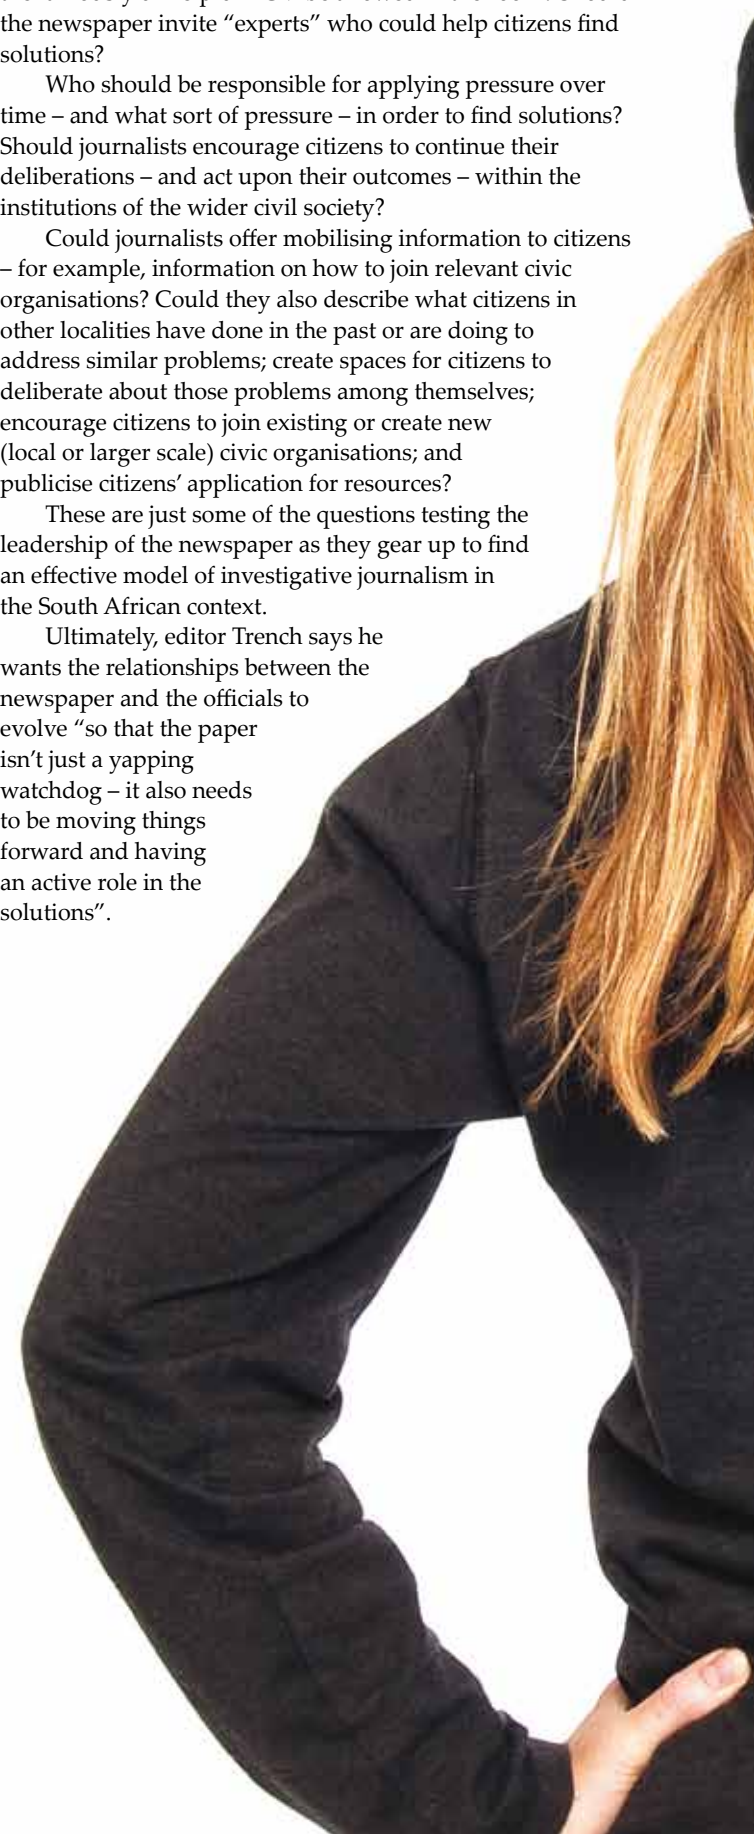 the newspaper invite “experts” who could help citizens find
solutions?
Who should be responsible for applying pressure over
time – and what sort of pressure – in order to find solutions?
Should journalists encourage citizens to continue their
deliberations – and act upon their outcomes – within the
institutions of the wider civil society?
Could journalists offer mobilising information to citizens
– for example, information on how to join relevant civic
organisations? Could they also describe what citizens in
other localities have done in the past or are doing to
address similar problems; create spaces for citizens to
deliberate about those problems among themselves;
encourage citizens to join existing or create new
(local or larger scale) civic organisations; and
publicise citizens’ application for resources?
These are just some of the questions testing the
leadership of the newspaper as they gear up to find
an effective model of investigative journalism in
the South African context.
Ultimately, editor Trench says he
wants the relationships between the
newspaper and the officials to
evolve “so that the paper
isn’t just a yapping
watchdog – it also needs
to be moving things
forward and having
an active role in the
solutions”.